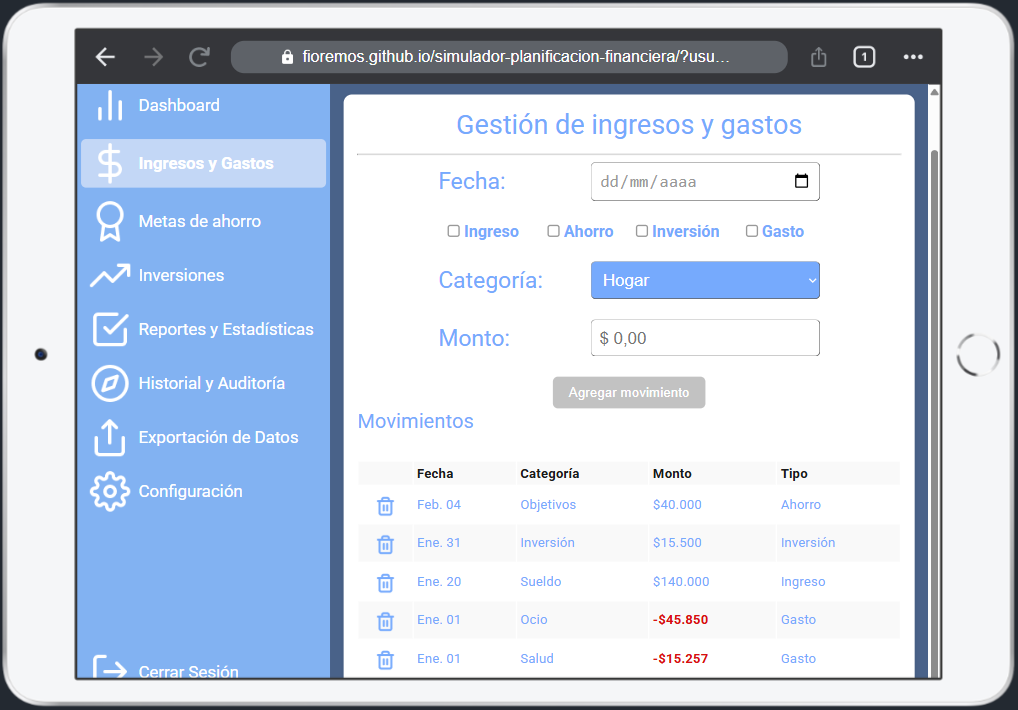 fioremos.github.io/simulador-planificacion-financiera/?usu...
1
Dashboard
Ingresos y Gastos
Metas de ahorro
Inversiones
Reportes y Estadísticas
Historial y Auditoría
Exportación de Datos
Configuración
Cerrar Sesión
Gestión de ingresos y gastos
Fecha: dd/mm/aaaa
Ingreso Ahorro Inversión Gasto
Categoría: Hogar
Monto: $ 0,00
Agregar movimiento
Movimientos
Fecha Categoría Monto Tipo
Feb. 04 Objetivos $40.000 Ahorro
Ene. 31 Inversión $15.500 Inversión
Ene. 20 Sueldo $140.000 Ingreso
Ene. 01 Ocio -$45.850 Gasto
Ene. 01 Salud -$15.257 Gasto